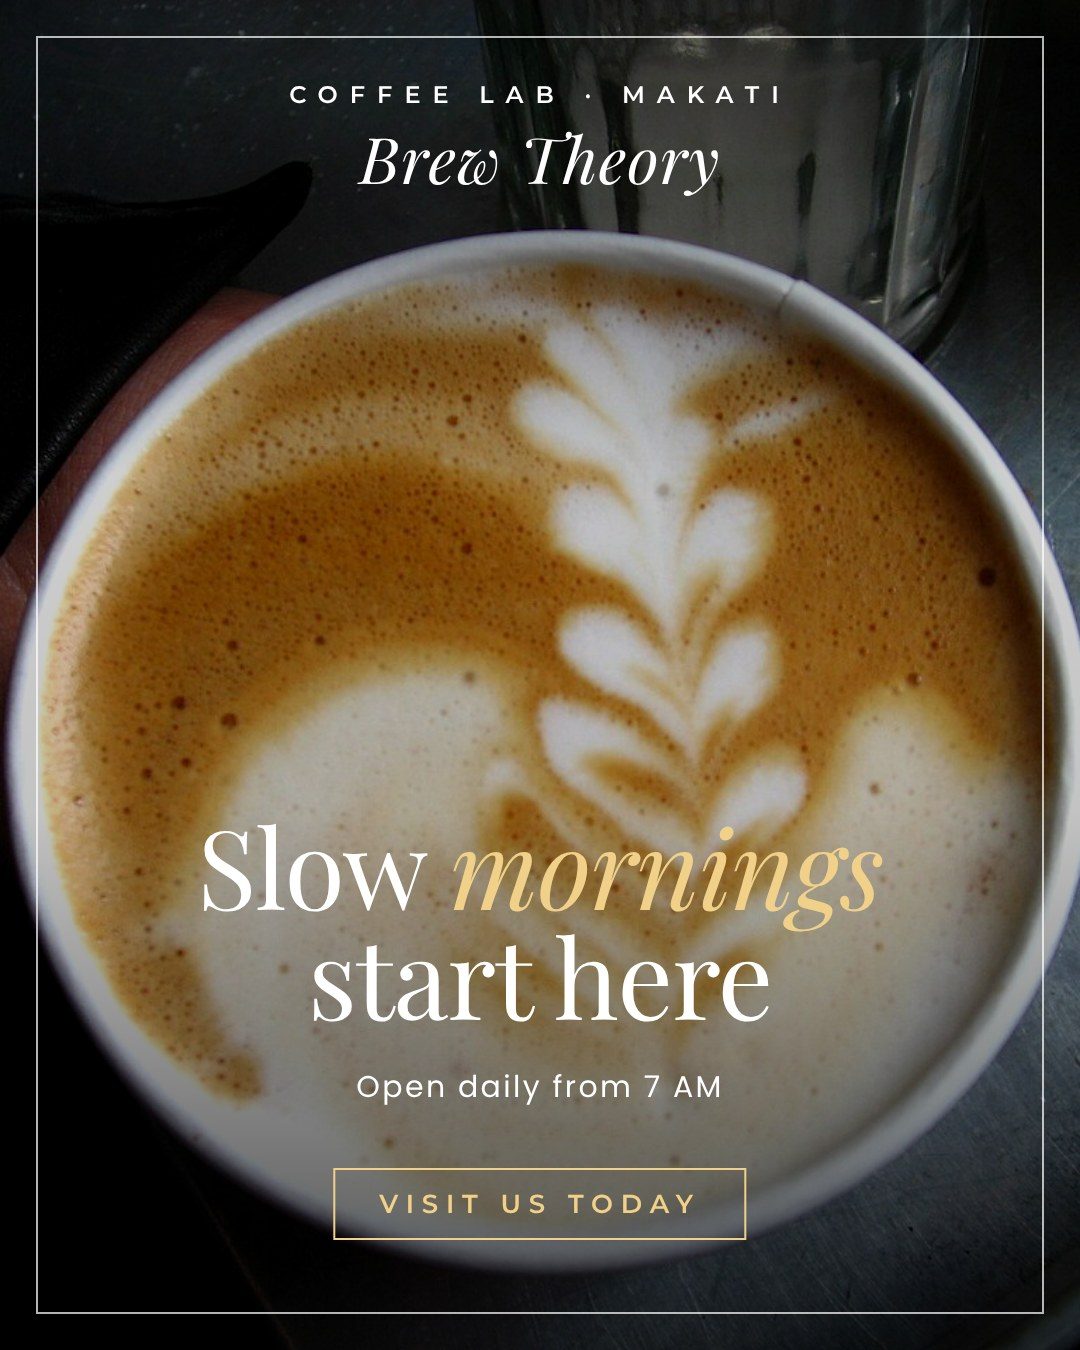 COFFEE LAB · MAKATI
Brew Theory
Slow mornings
start here
Open daily from 7 AM
VISIT US TODAY